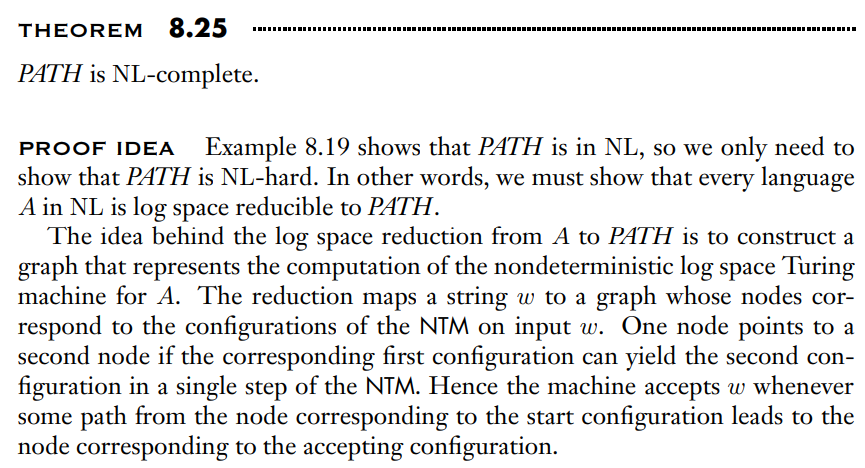 THEOREM 8.25
PATH is NL-complete.
PROOF IDEA Example 8.19 shows that PATH is in NL, so we only need to
show that PATH is NL-hard. In other words, we must show that every language
A in NL is log space reducible to PATH.
The idea behind the log space reduction from A to PATH is to construct a
graph that represents the computation of the nondeterministic log space Turing
machine for A. The reduction maps a string w to a graph whose nodes cor-
respond to the configurations of the NTM on input w. One node points to a
second node if the corresponding first configuration can yield the second con-
figuration in a single step of the NTM. Hence the machine accepts w whenever
some path from the node corresponding to the start configuration leads to the
node corresponding to the accepting configuration.